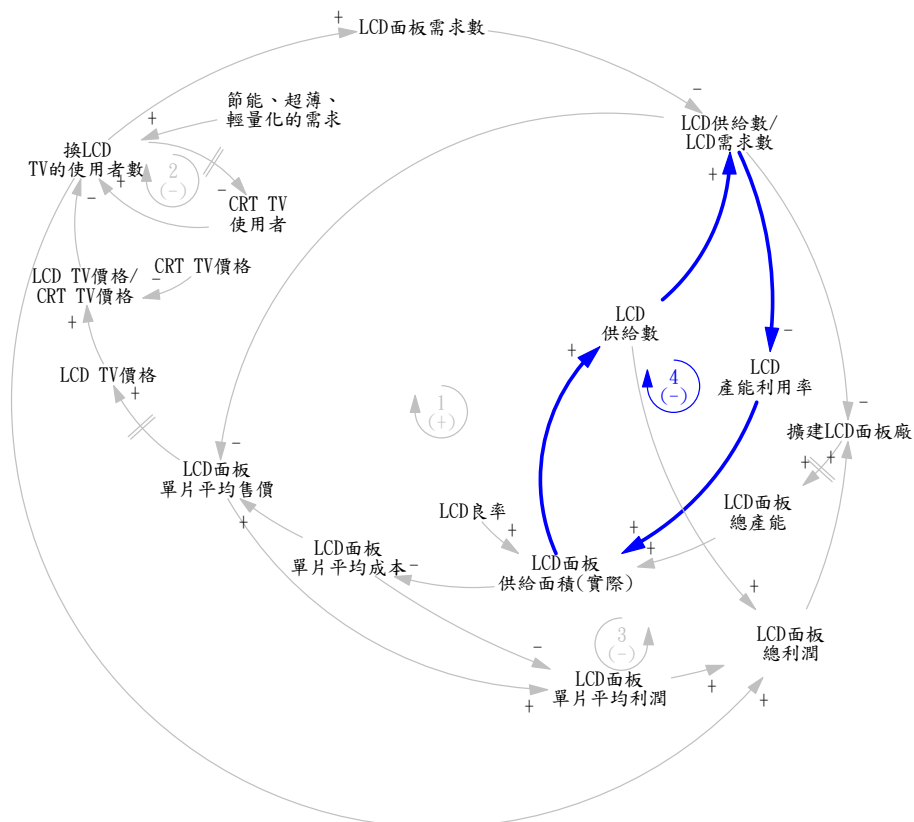 +
LCD面板需求數
-
節能、超薄、
輕量化的需求
+
LCD供給數/
LCD需求數
+
換LCD
TV的使用者數
+
2
(-)
-
-
CRT TV
使用者
LCD TV價格/
CRT TV價格
-
CRT TV價格
+
LCD
供給數
+
-
LCD TV價格
+
1
(+)
4
(-)
LCD
產能利用率
-
擴建LCD面板廠
-
LCD面板
單片平均售價
+
+
+
LCD面板
總產能
LCD良率
+
+
+
LCD面板
單片平均成本
-
LCD面板
供給面積(實際)
+
3
(-)
LCD面板
總利潤
-
LCD面板
單片平均利潤
+
+
+